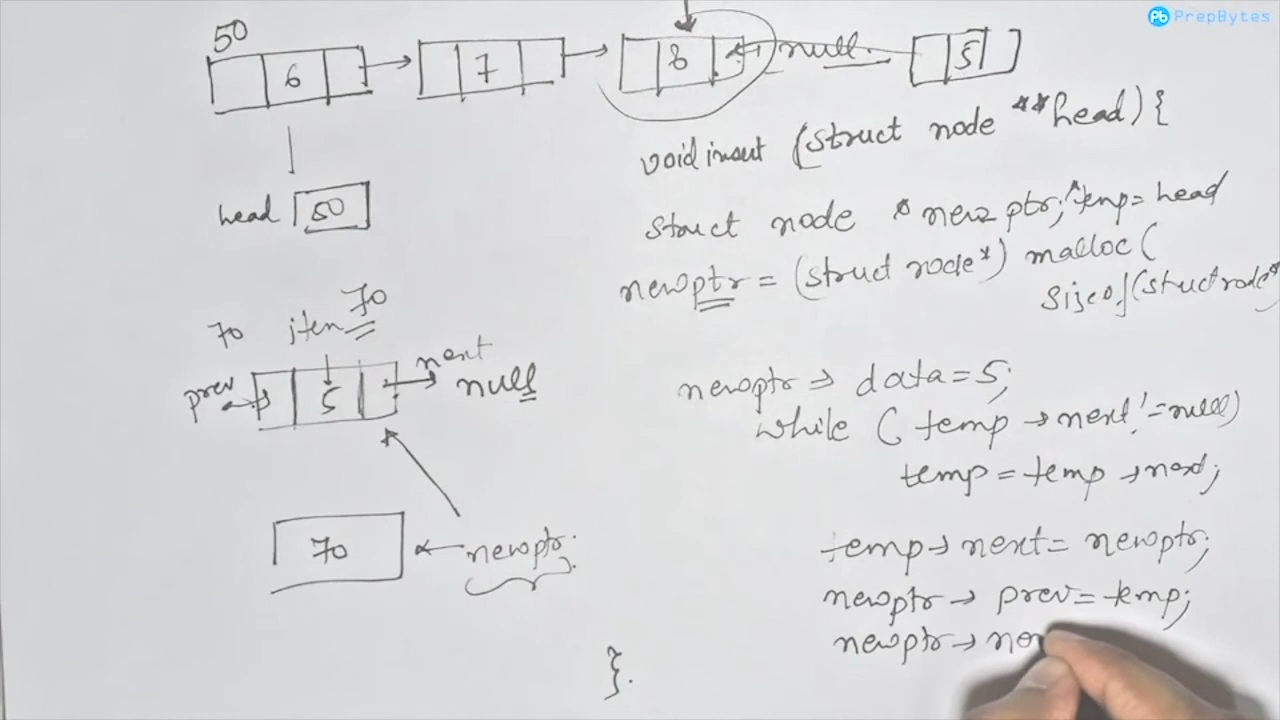 PrepBytes
50
6 7 8 null. 5
void insert (struct node **head) {
head 50
struct node * newptr; *temp = head
newptr = (struct node*) malloc (
sizeof(struct node*
70 item 70
prev 5 next null
newptr → data = 5;
while ( temp → next != null)
temp = temp → next;
70 newptr.
temp → next = newptr;
newptr → prev = temp;
newptr →
}.